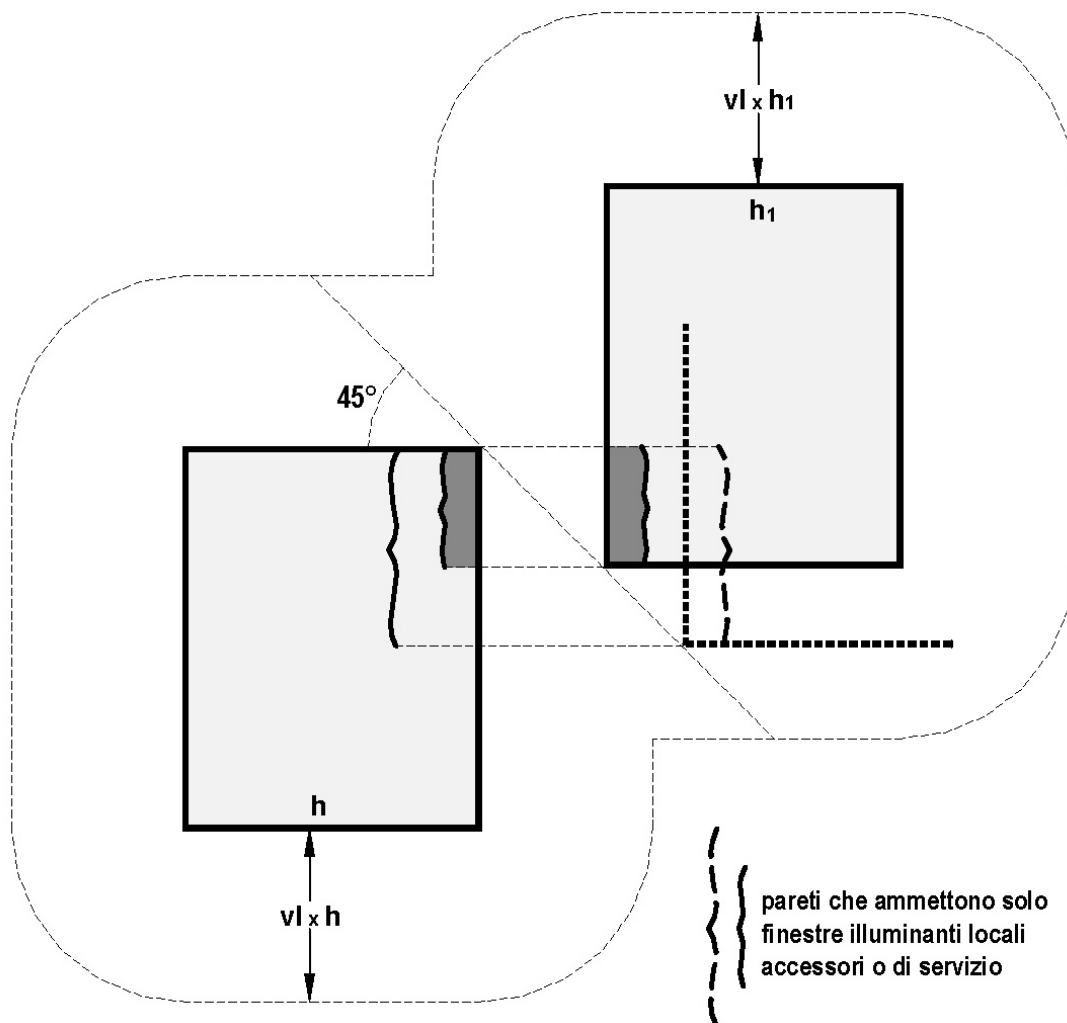 vl x h₁
h₁
45°
h
vl x h
pareti che ammettono solo
finestre illuminanti locali
accessori o di servizio